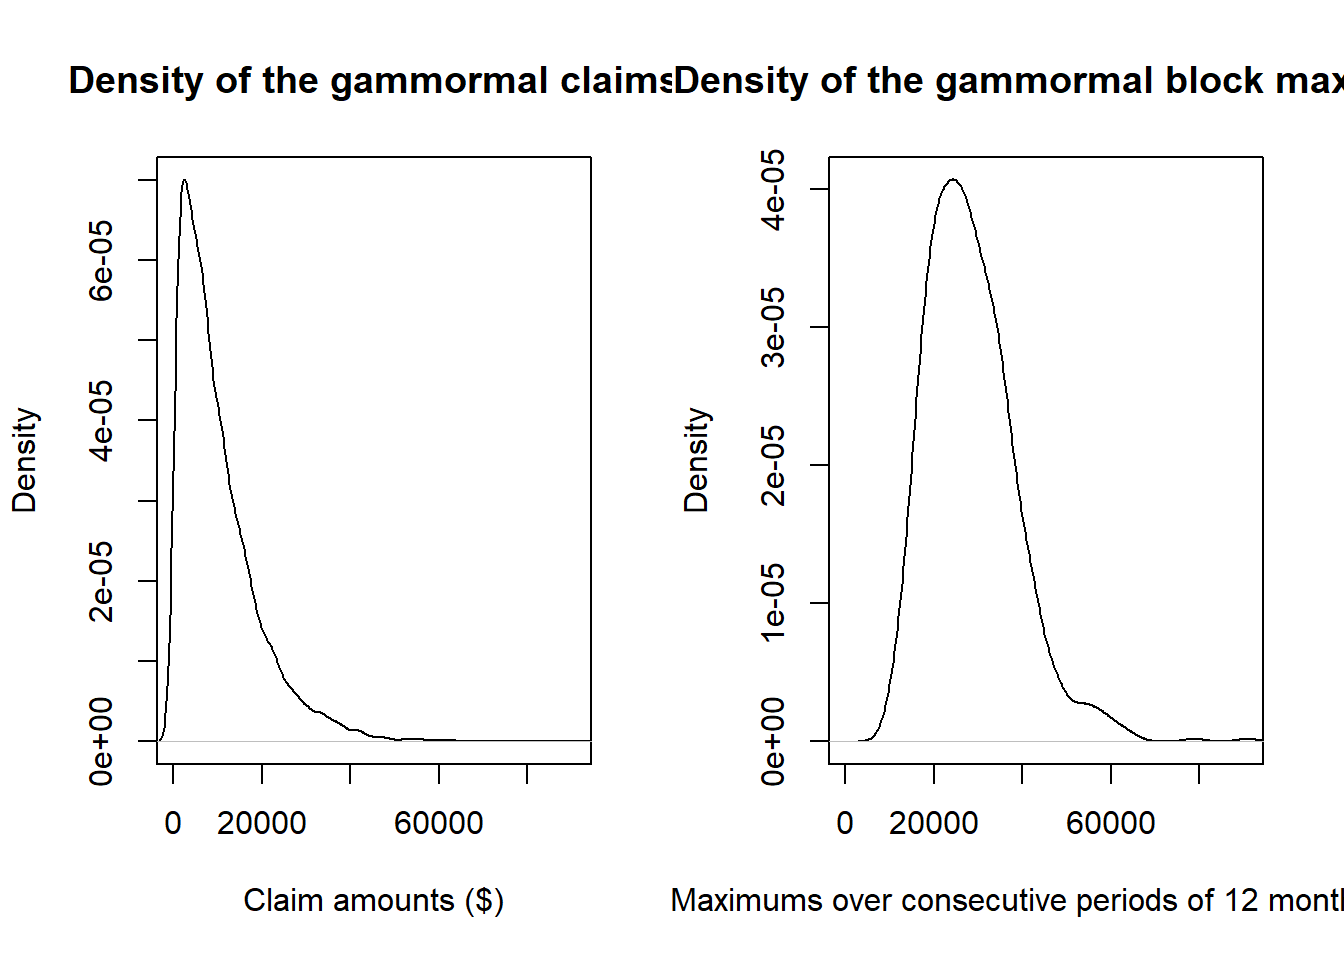 Density of the gammormal claims
Density
0e+00 2e-05 4e-05 6e-05
0 20000 60000
Claim amounts ($)
Density of the gammormal block max
Density
0e+00 1e-05 2e-05 3e-05 4e-05
0 20000 60000
Maximums over consecutive periods of 12 mont